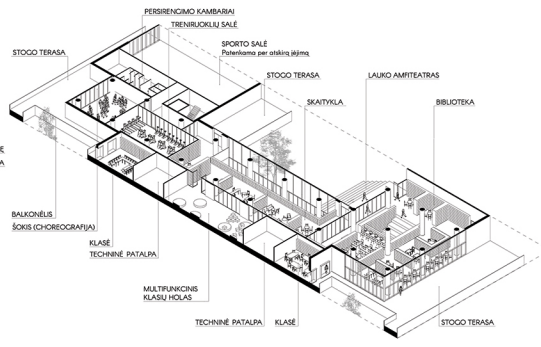 PERSIRENGIMO KAMBARIAI
TRENIRUOKLIŲ SALĖ
SPORTO SALĖ
Patenkama per atskirą įėjimą
STOGO TERASA
STOGO TERASA
LAUKO AMFITEATRAS
SKAITYKLA
BIBLIOTEKA
BALKONĖLIS
ŠOKIS (CHOREOGRAFIJA)
KLASĖ
TECHNINĖ PATALPA
MULTIFUNKCINIS
KLASIŲ HOLAS
TECHNINĖ PATALPA
KLASĖ
STOGO TERASA